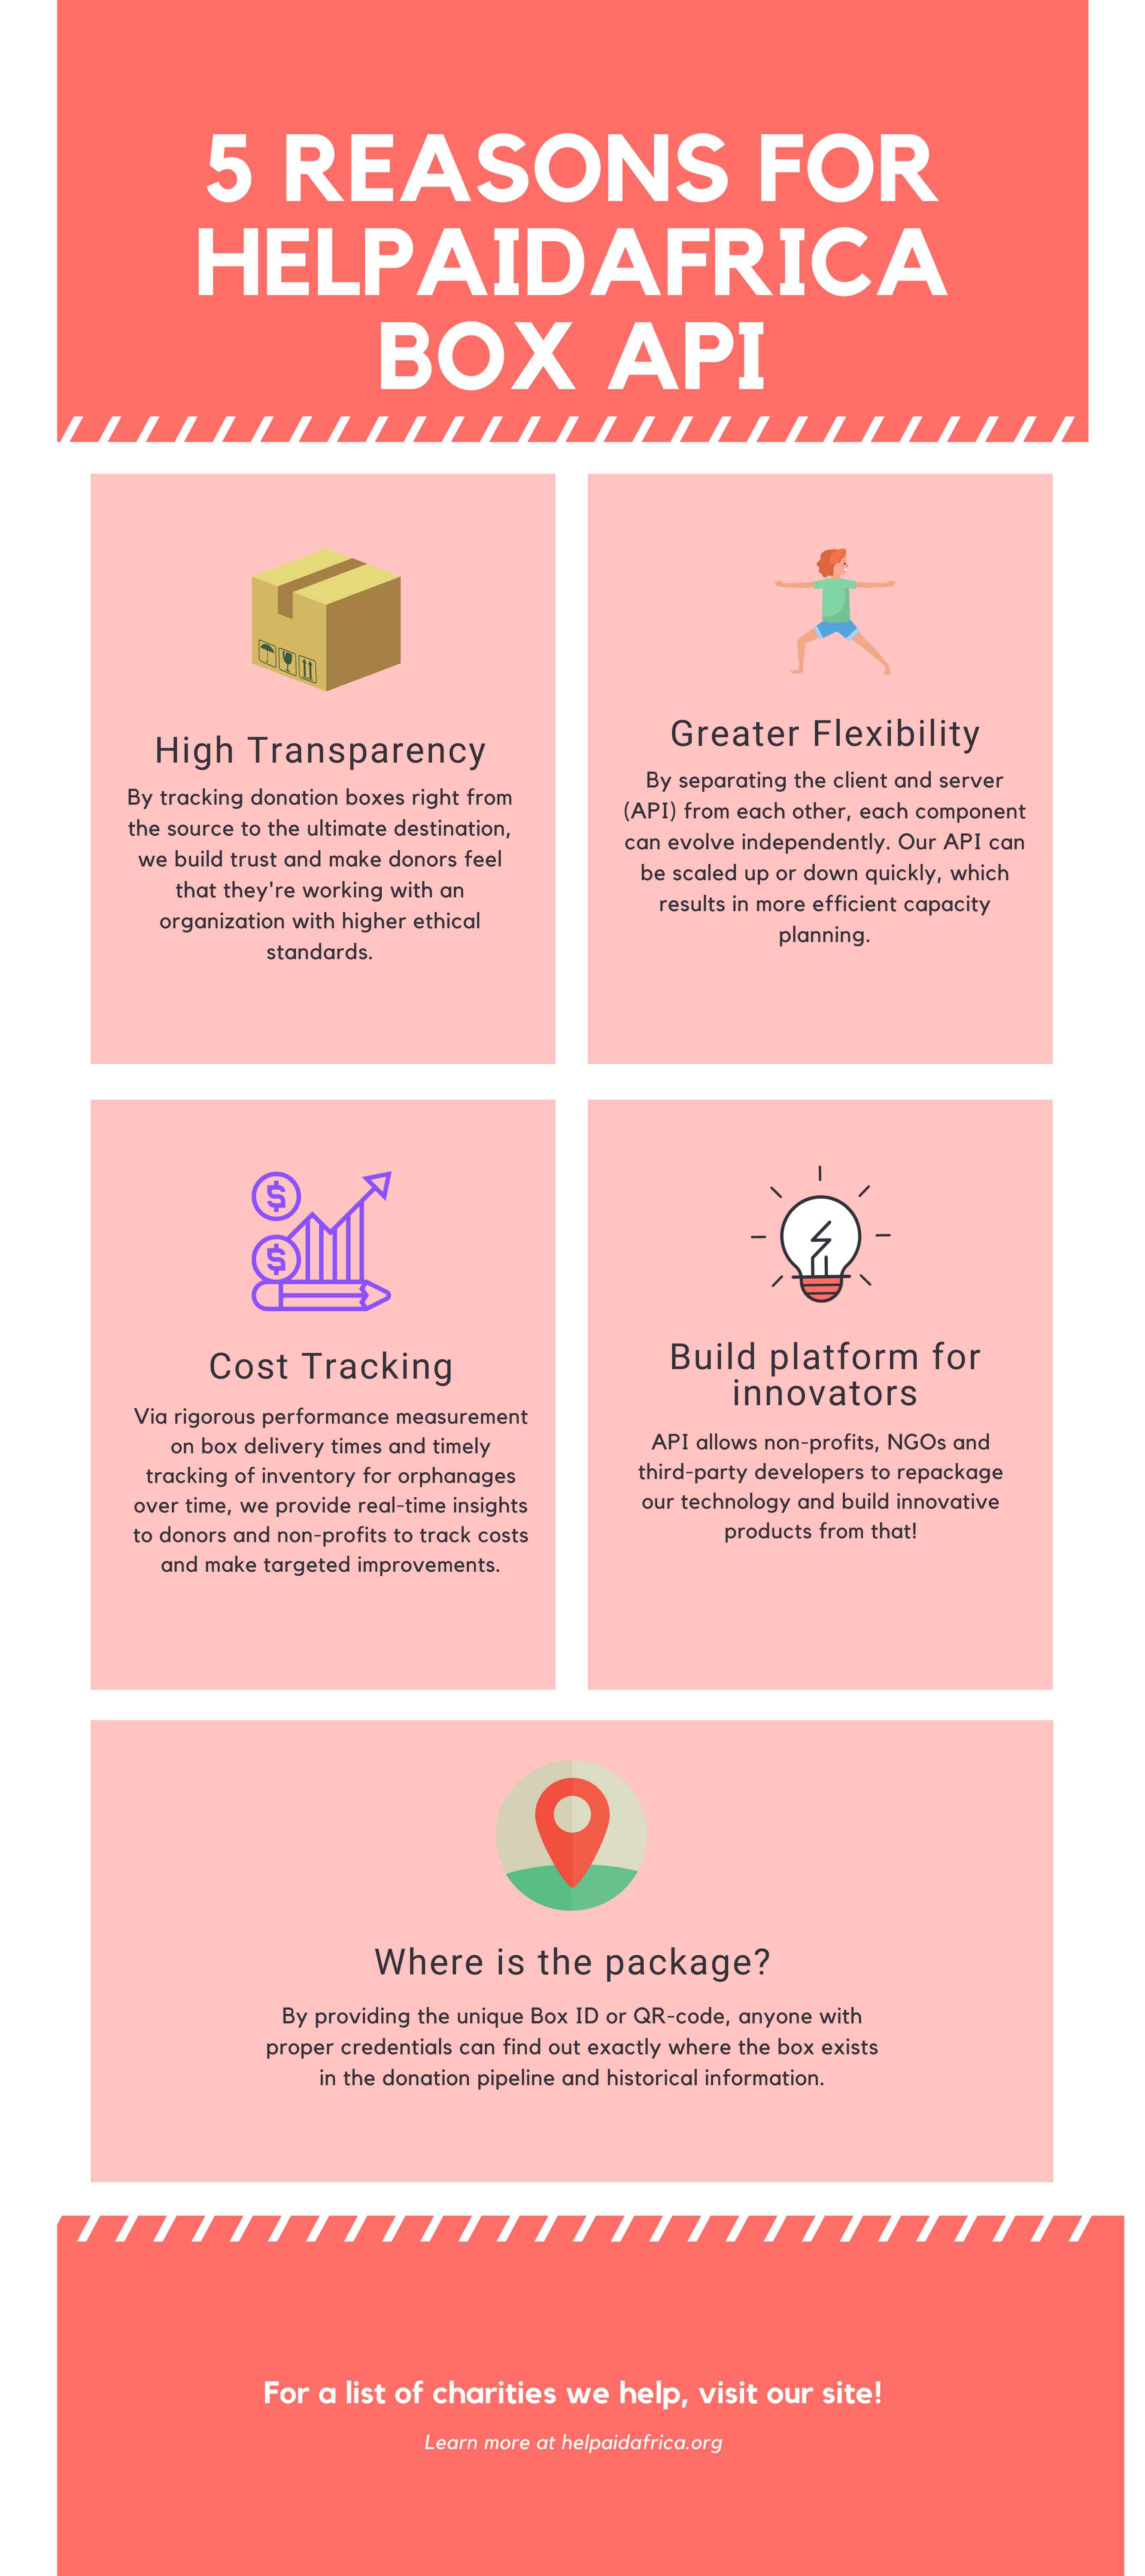 5 REASONS FOR
HELPAIDAFRICA
BOX API
High Transparency
By tracking donation boxes right from
the source to the ultimate destination,
we build trust and make donors feel
that they're working with an
organization with higher ethical
standards.
Greater Flexibility
By separating the client and server
(API) from each other, each component
can evolve independently. Our API can
be scaled up or down quickly, which
results in more efficient capacity
planning.
Cost Tracking
Via rigorous performance measurement
on box delivery times and timely
tracking of inventory for orphanages
over time, we provide real-time insights
to donors and non-profits to track costs
and make targeted improvements.
Build platform for
innovators
API allows non-profits, NGOs and
third-party developers to repackage
our technology and build innovative
products from that!
Where is the package?
By providing the unique Box ID or QR-code, anyone with
proper credentials can find out exactly where the box exists
in the donation pipeline and historical information.
For a list of charities we help, visit our site!
Learn more at helpaidafrica.org